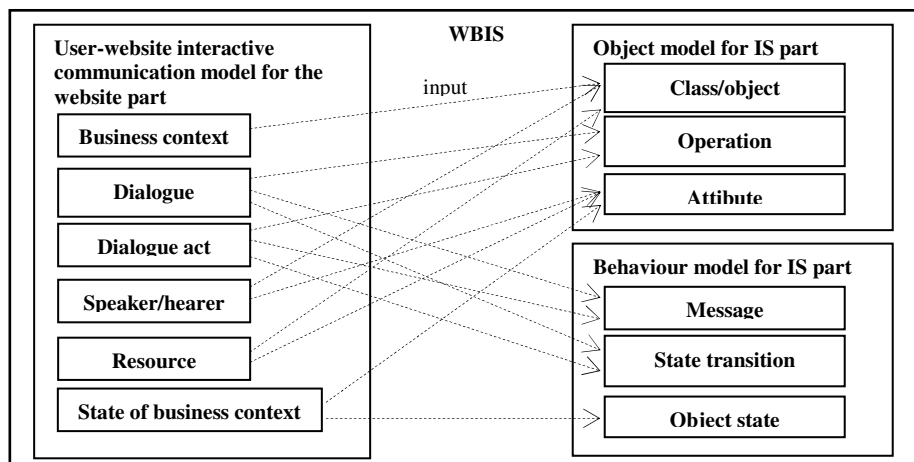 WBIS
User-website interactive
communication model for the
website part
Business context
Dialogue
Dialogue act
Speaker/hearer
Resource
State of business context
input
Object model for IS part
Class/object
Operation
Attibute
Behaviour model for IS part
Message
State transition
Object state